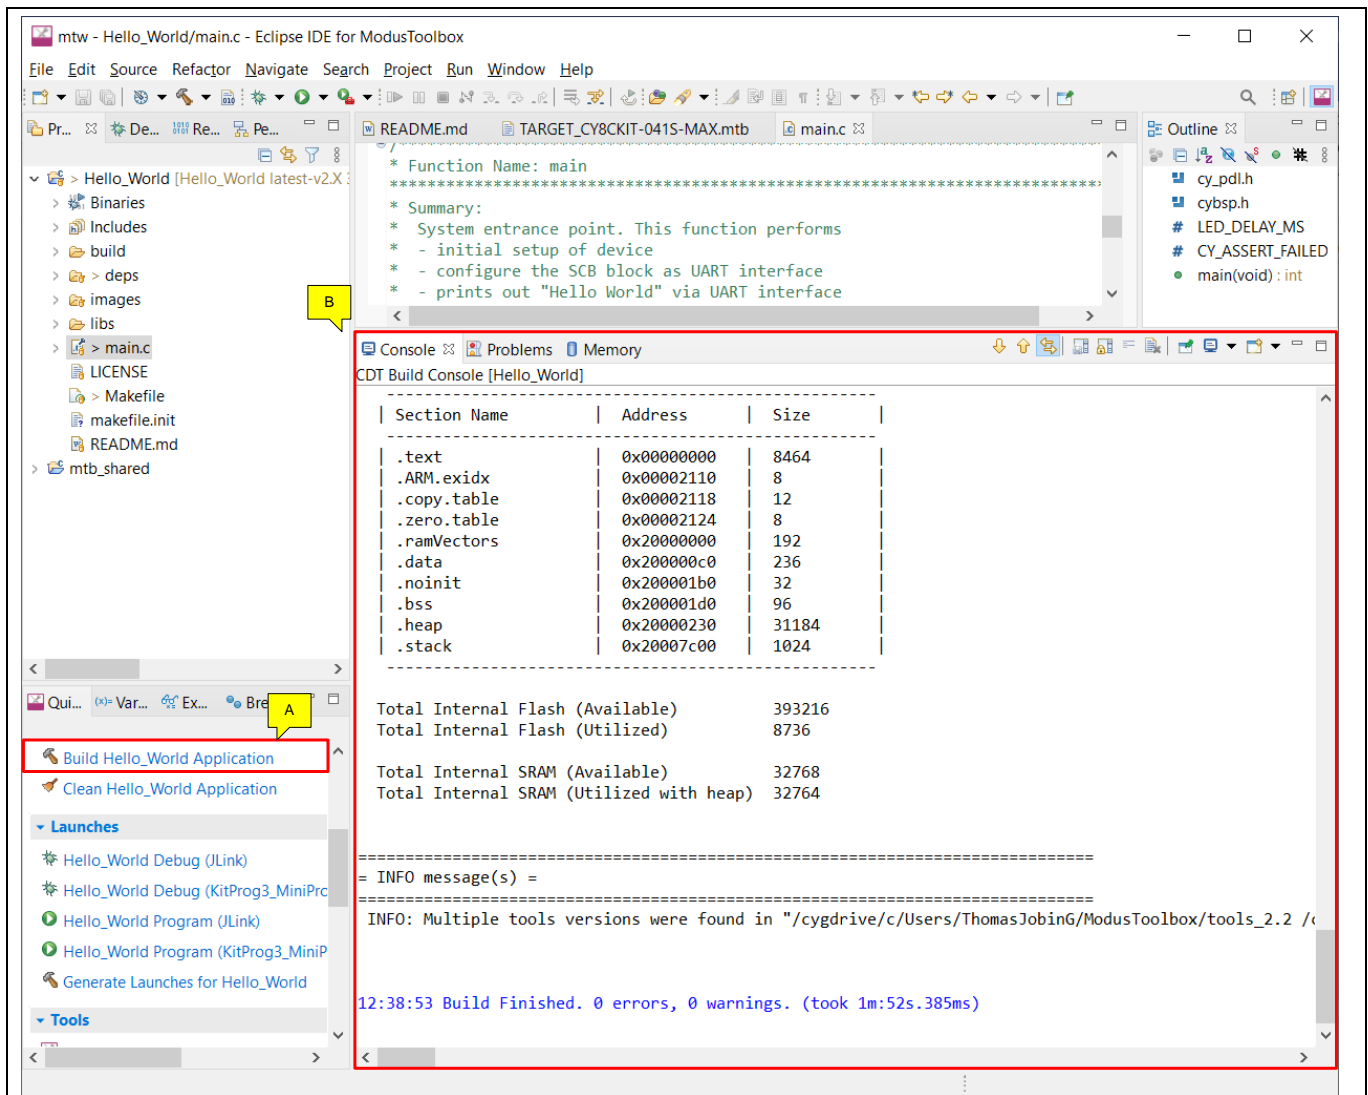 mtw - Hello_World/main.c - Eclipse IDE for ModusToolbox
File Edit Source Refactor Navigate Search Project Run Window Help
Pr... De... Re... Pe...
> Hello_World [Hello_World latest-v2.X
Binaries
Includes
build
> deps
images
libs
> main.c
LICENSE
> Makefile
makefile.init
README.md
mtb_shared
README.md TARGET_CY8CKIT-041S-MAX.mtb main.c
* Function Name: main
****************************************************************************
* Summary:
*  System entrance point. This function performs
*  - initial setup of device
*  - configure the SCB block as UART interface
*  - prints out "Hello World" via UART interface
Outline
cy_pdl.h
cybsp.h
# LED_DELAY_MS
# CY_ASSERT_FAILED
main(void) : int
B
Console Problems Memory
CDT Build Console [Hello_World]
----------------------------------------------------
| Section Name | Address | Size |
----------------------------------------------------
| .text | 0x00000000 | 8464 |
| .ARM.exidx | 0x00002110 | 8 |
| .copy.table | 0x00002118 | 12 |
| .zero.table | 0x00002124 | 8 |
| .ramVectors | 0x20000000 | 192 |
| .data | 0x200000c0 | 236 |
| .noinit | 0x200001b0 | 32 |
| .bss | 0x200001d0 | 96 |
| .heap | 0x20000230 | 31184 |
| .stack | 0x20007c00 | 1024 |
----------------------------------------------------
Total Internal Flash (Available) 393216
Total Internal Flash (Utilized) 8736
Total Internal SRAM (Available) 32768
Total Internal SRAM (Utilized with heap) 32764
==============================================================================
= INFO message(s) =
==============================================================================
INFO: Multiple tools versions were found in "/cygdrive/c/Users/ThomasJobinG/ModusToolbox/tools_2.2 /c
12:38:53 Build Finished. 0 errors, 0 warnings. (took 1m:52s.385ms)
Qui... (x)= Var... Ex... Bre
A
Build Hello_World Application
Clean Hello_World Application
Launches
Hello_World Debug (JLink)
Hello_World Debug (KitProg3_MiniPrc
Hello_World Program (JLink)
Hello_World Program (KitProg3_MiniP
Generate Launches for Hello_World
Tools